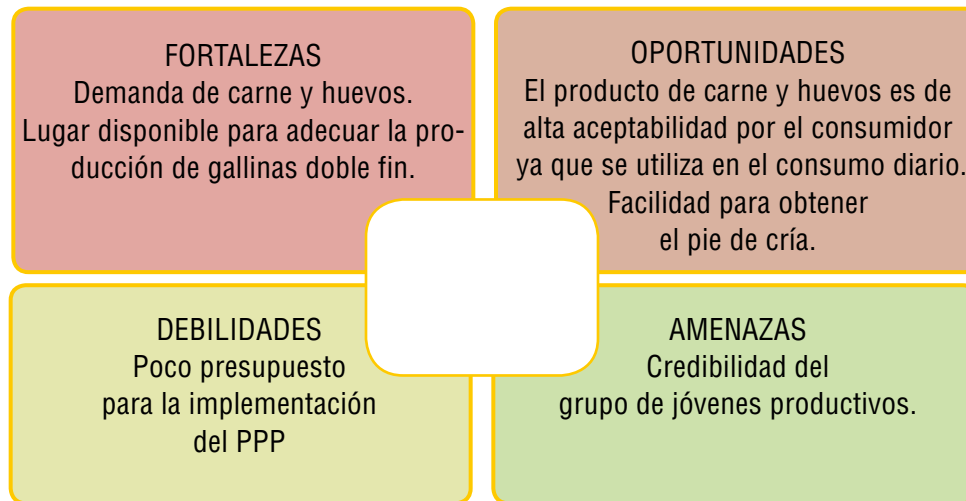 FORTALEZAS
Demanda de carne y huevos.
Lugar disponible para adecuar la pro-
ducción de gallinas doble fin.
OPORTUNIDADES
El producto de carne y huevos es de
alta aceptabilidad por el consumidor
ya que se utiliza en el consumo diario.
Facilidad para obtener
el pie de cría.
DEBILIDADES
Poco presupuesto
para la implementación
del PPP
AMENAZAS
Credibilidad del
grupo de jóvenes productivos.